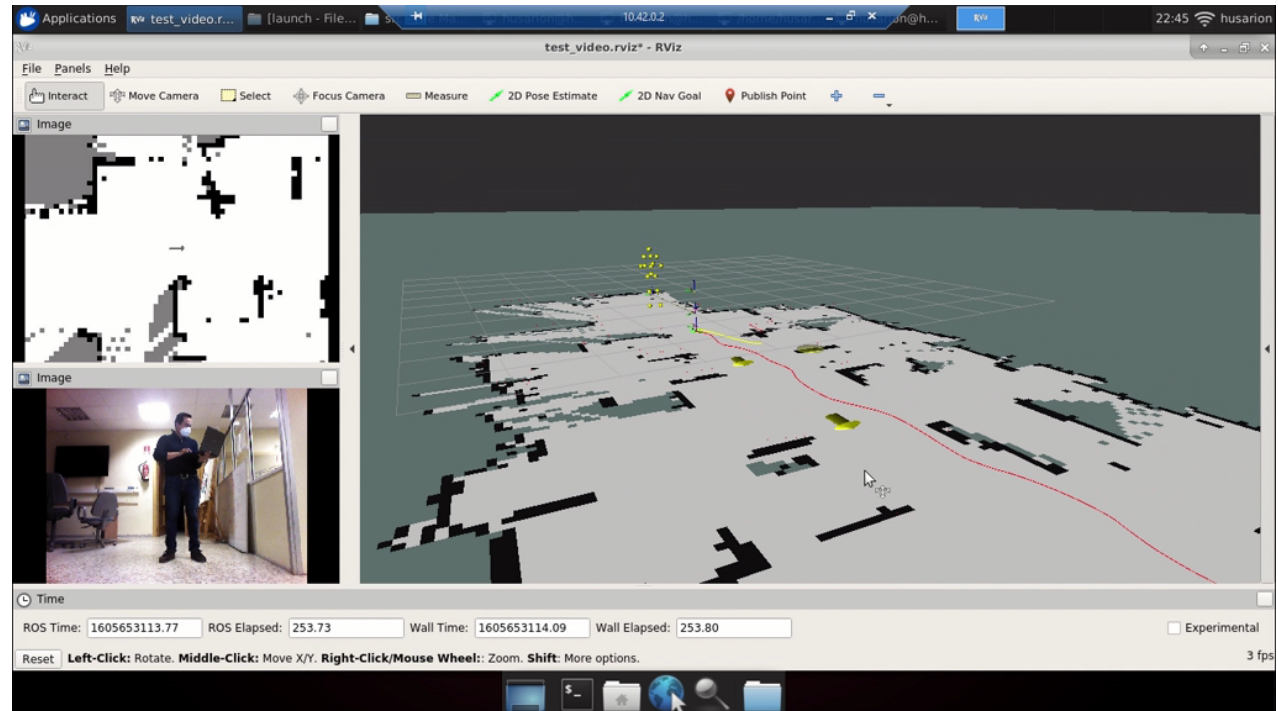 Applications test_video.r... [launch - File... 10.42.0.2 22:45 husarion
test_video.rviz* - RViz
File Panels Help
Interact Move Camera Select Focus Camera Measure 2D Pose Estimate 2D Nav Goal Publish Point
Image
Image
Time
ROS Time: 1605653113.77 ROS Elapsed: 253.73 Wall Time: 1605653114.09 Wall Elapsed: 253.80 Experimental
Reset Left-Click: Rotate. Middle-Click: Move X/Y. Right-Click/Mouse Wheel:: Zoom. Shift: More options. 3 fps